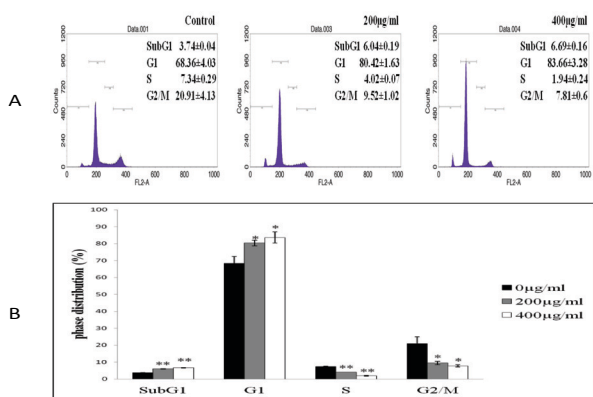 Control
Data.001
SubG1 3.74±0.04
G1 68.36±4.03
S 7.34±0.29
G2/M 20.91±4.13
Counts
1200
960
720
480
240
0
0 200 400 600 800 1000
FL2-A
200µg/ml
Data.003
SubG1 6.04±0.19
G1 80.42±1.63
S 4.02±0.07
G2/M 9.52±1.02
Counts
1200
960
720
480
240
0
0 200 400 600 800 1000
FL2-A
400µg/ml
Data.004
SubG1 6.69±0.16
G1 83.66±3.28
S 1.94±0.24
G2/M 7.81±0.6
Counts
1200
960
720
480
240
0
0 200 400 600 800 1000
FL2-A
A
B
phase distribution (%)
100
90
80
70
60
50
40
30
20
10
0
** **
* *
** **
* *
SubG1 G1 S G2/M
0µg/ml
200µg/ml
400µg/ml